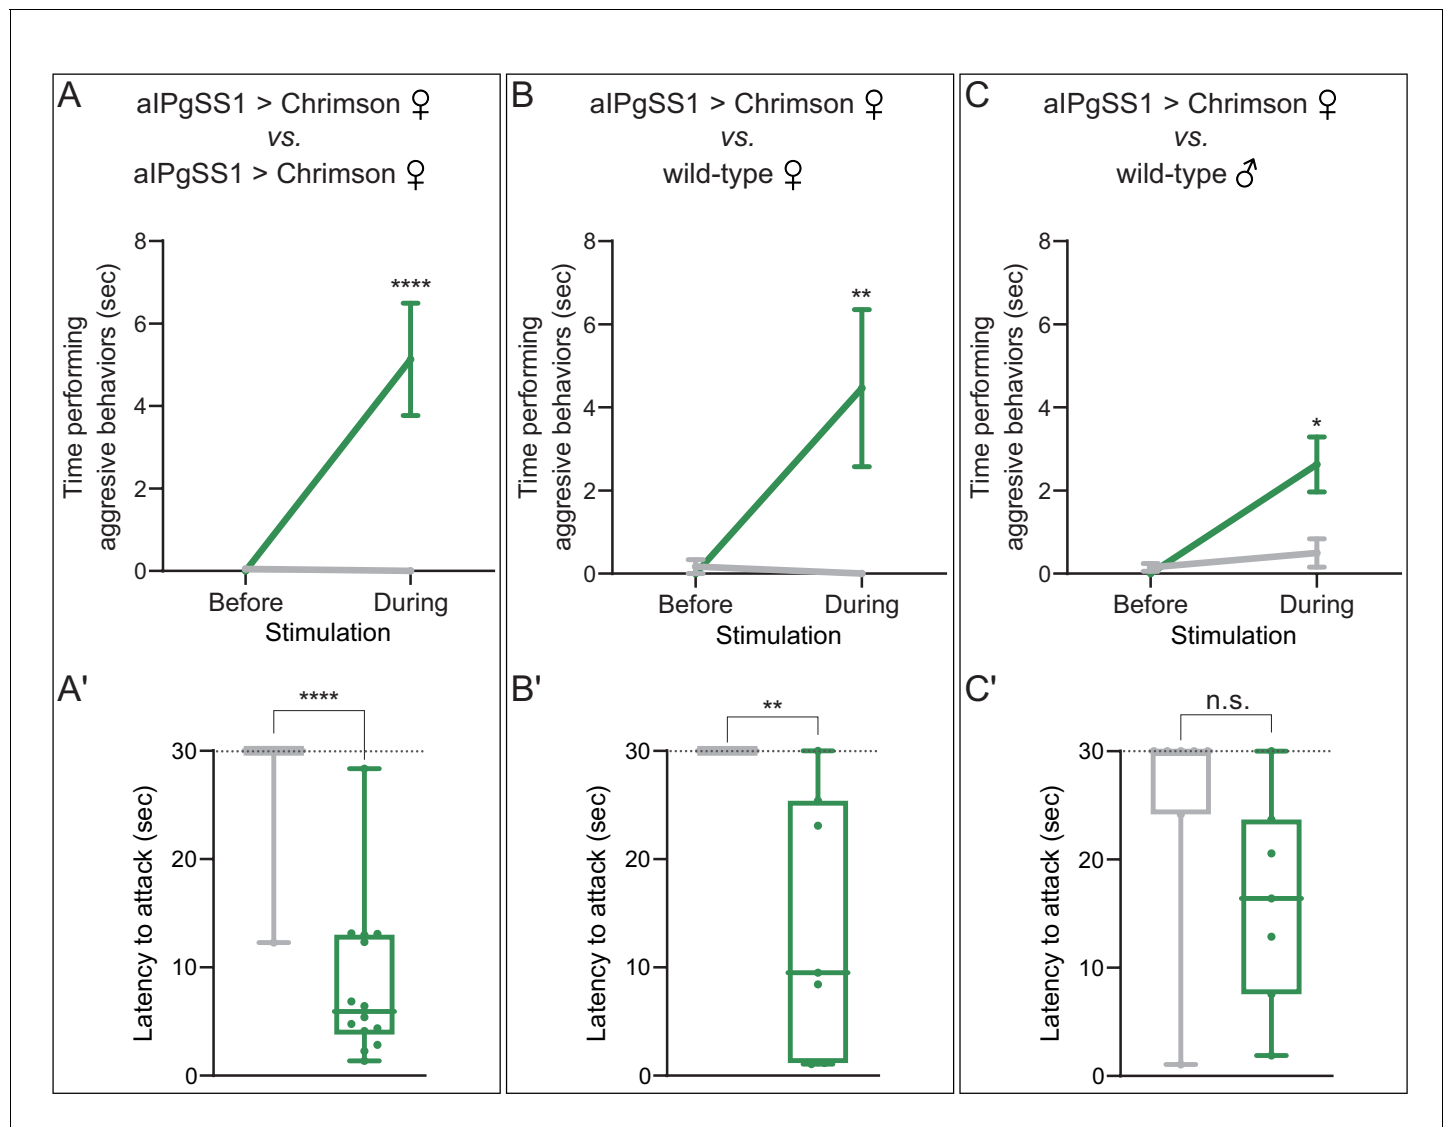 A
aIPgSS1 > Chrimson ♀
vs.
aIPgSS1 > Chrimson ♀
8
6
4
2
0
Time performing
aggresive behaviors (sec)
****
Before
During
Stimulation
B
aIPgSS1 > Chrimson ♀
vs.
wild-type ♀
8
6
4
2
0
Time performing
aggresive behaviors (sec)
**
Before
During
Stimulation
C
aIPgSS1 > Chrimson ♀
vs.
wild-type ♂
8
6
4
2
0
Time performing
aggresive behaviors (sec)
*
Before
During
Stimulation
A'
****
30
20
10
0
Latency to attack (sec)
B'
**
30
20
10
0
Latency to attack (sec)
C'
n.s.
30
20
10
0
Latency to attack (sec)